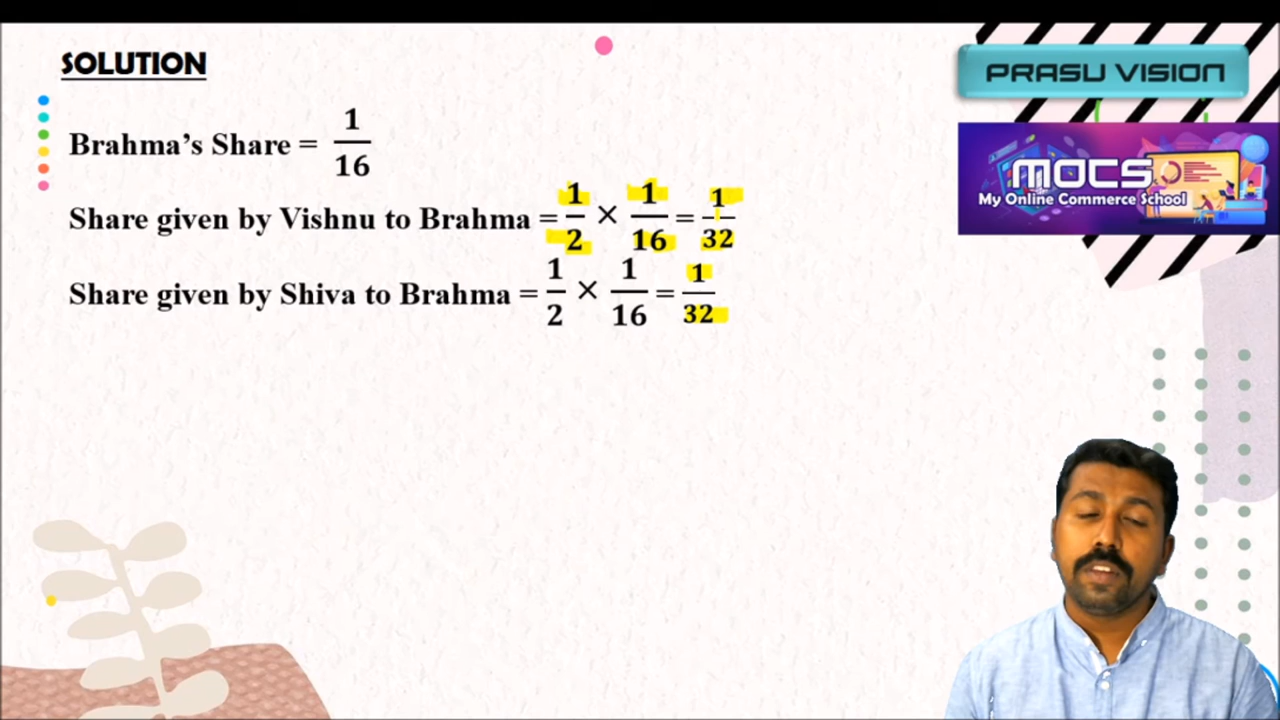 SOLUTION
PRASU VISION
MOCS
My Online Commerce School
Brahma's Share = 1/16
Share given by Vishnu to Brahma = 1/2 × 1/16 = 1/32
Share given by Shiva to Brahma = 1/2 × 1/16 = 1/32